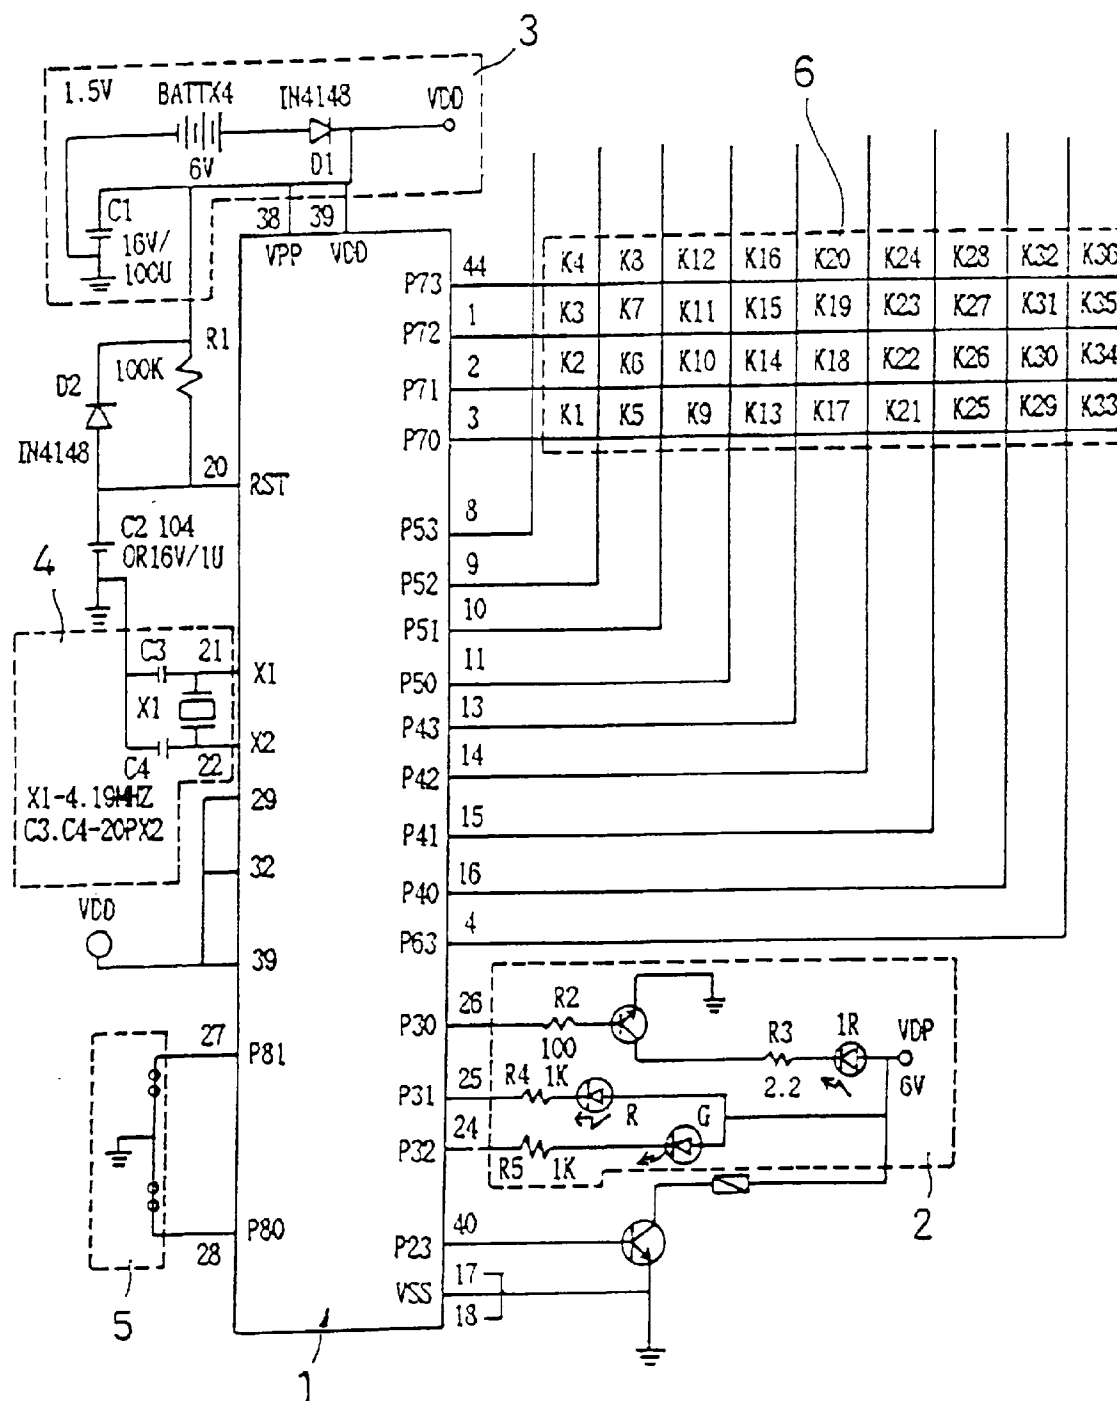 3
1.5V BATTX4 IN4148 VDD
6V D1
6
C1
16V/
100U
38 39
VPP VDD
P73 44 K4 K8 K12 K16 K20 K24 K28 K32 K36
P72 1 K3 K7 K11 K15 K19 K23 K27 K31 K35
P71 2 K2 K6 K10 K14 K18 K22 K26 K30 K34
P70 3 K1 K5 K9 K13 K17 K21 K25 K29 K33
R1
100K
D2
IN4148
20 RST
C2 104
OR16V/1U
P53 8
P52 9
P51 10
P50 11
P43 13
P42 14
P41 15
P40 16
P63 4
4
C3 21 X1
X1
C4 22 X2
X1-4.19MHZ
C3.C4-20PX2
29
32
VDD
39
P30 26 R2
100
R3 1R VDP
2.2 6V
P31 25 R4 1K
R G
P32 24
R5 1K
2
27 P81
28 P80
5
P23 40
VSS 17
18
1